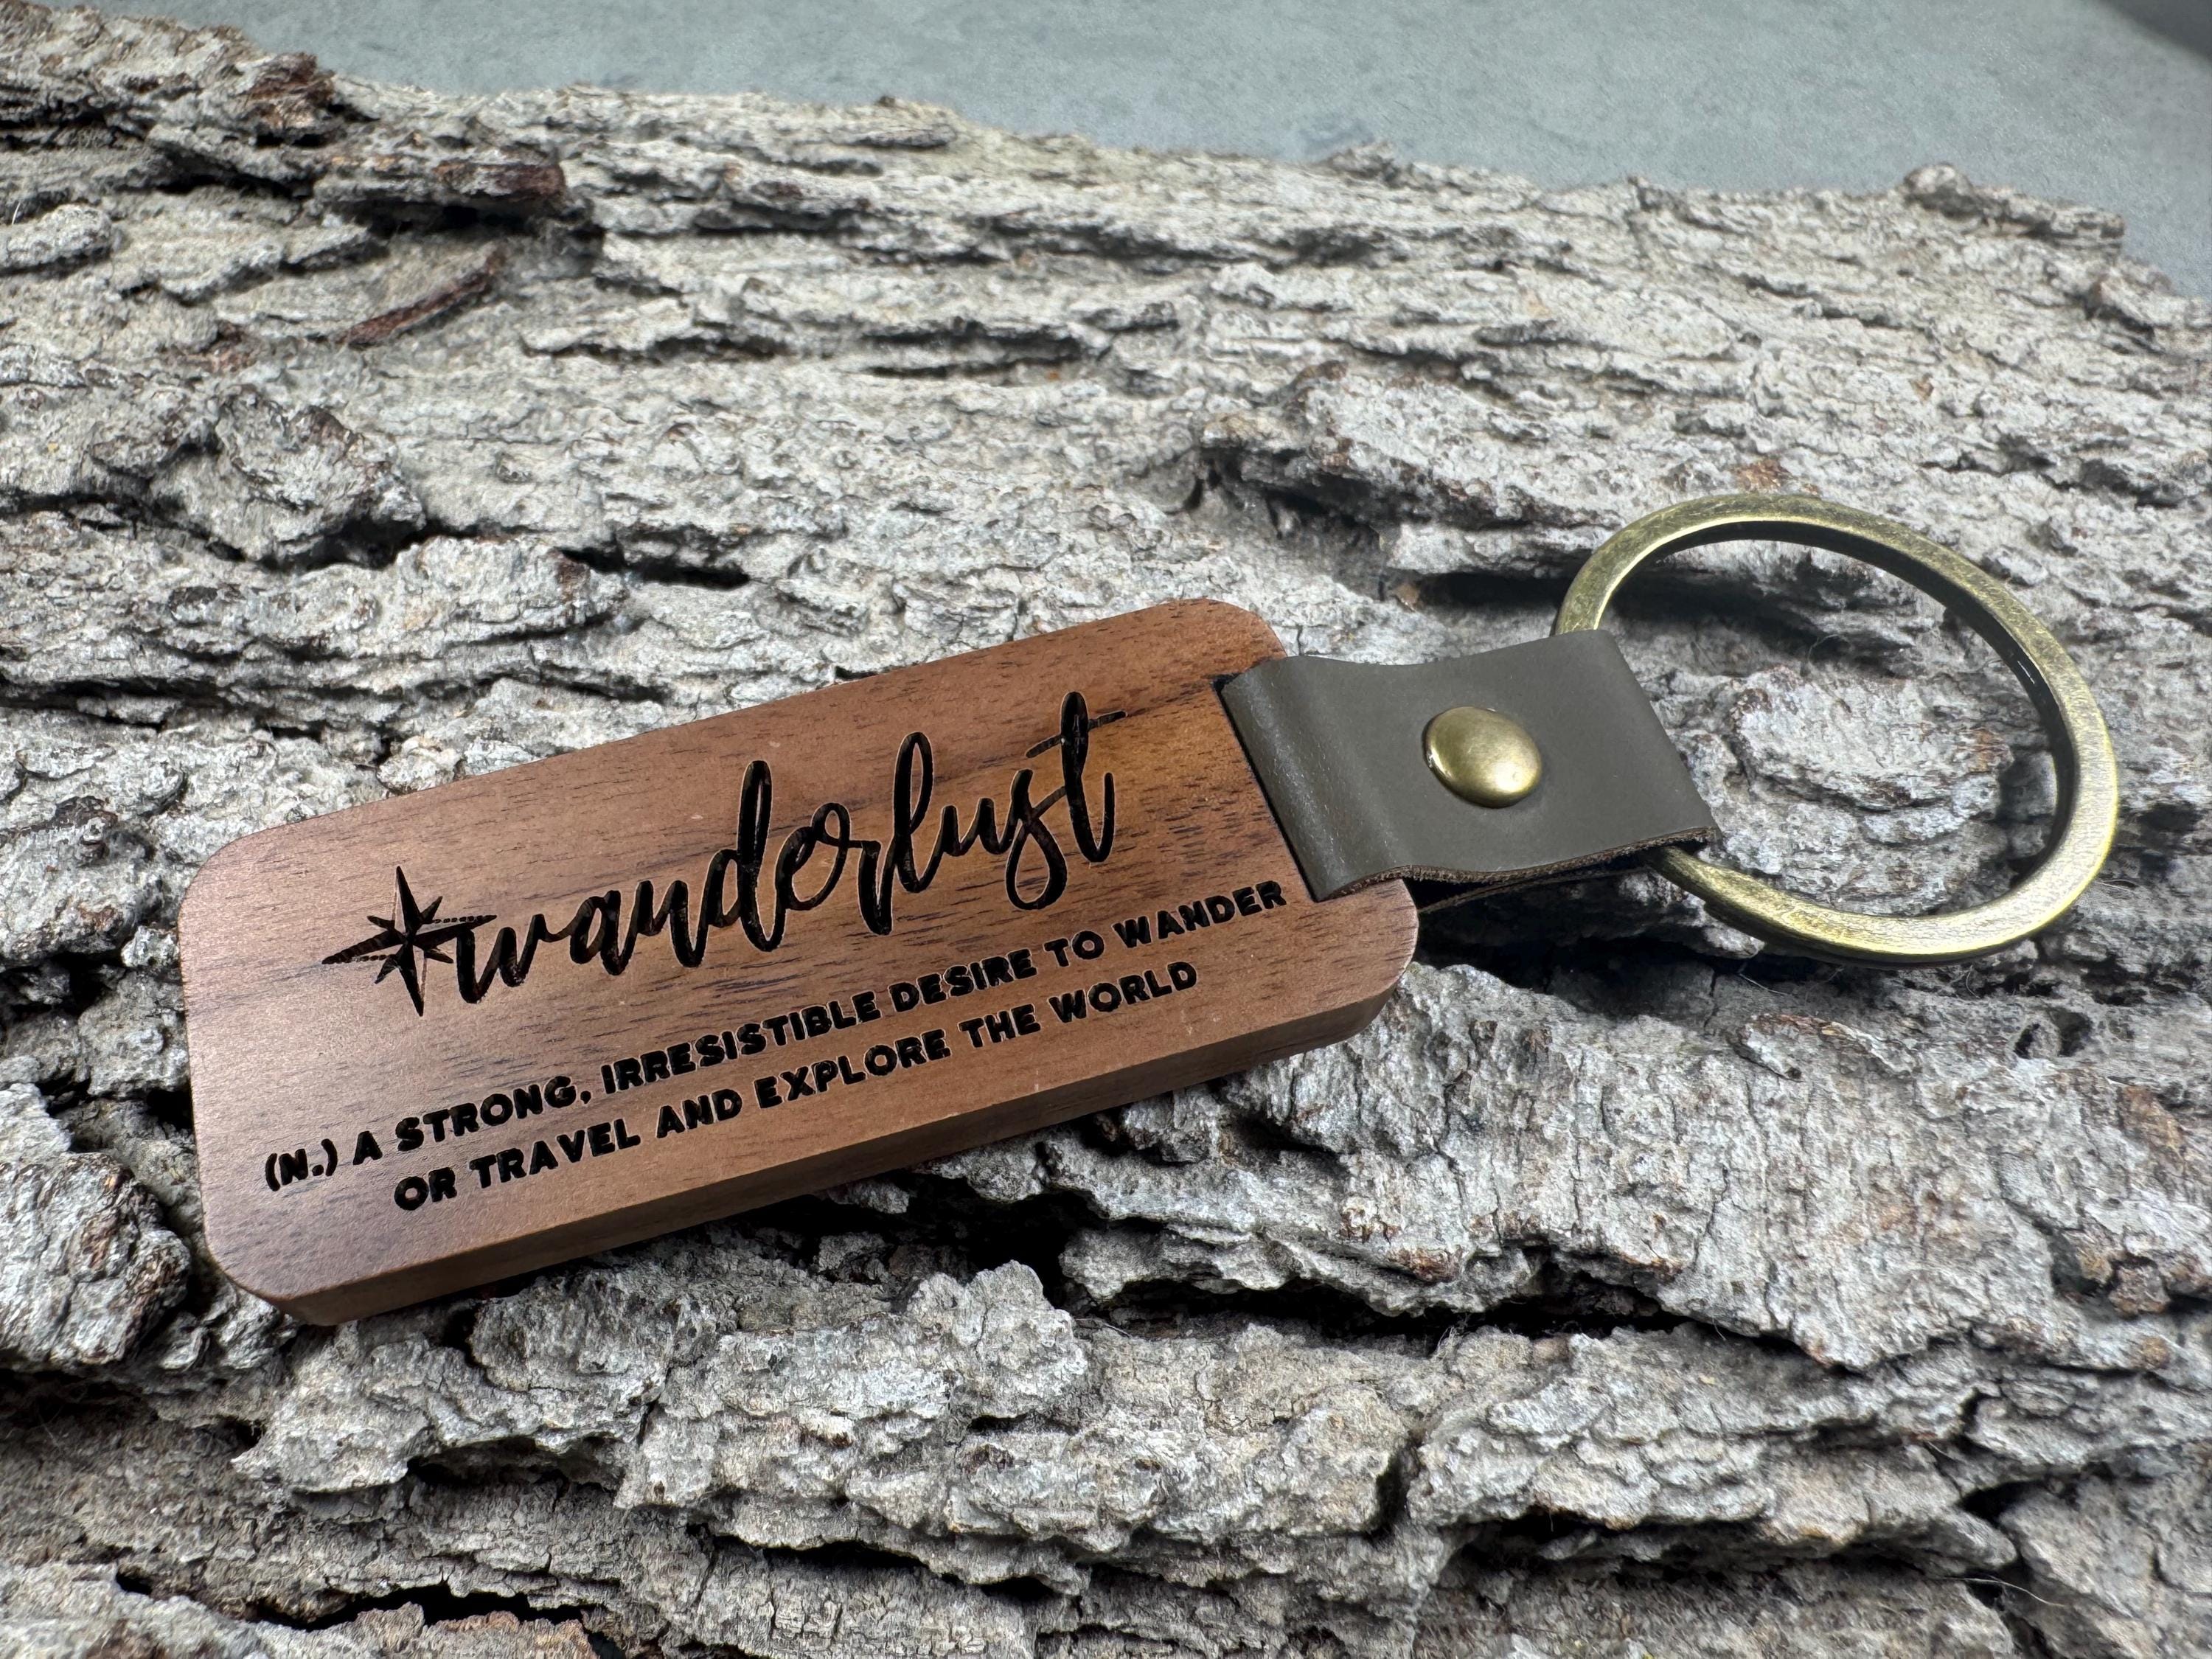 wanderlust
(N.) A STRONG, IRRESISTIBLE DESIRE TO WANDER
OR TRAVEL AND EXPLORE THE WORLD